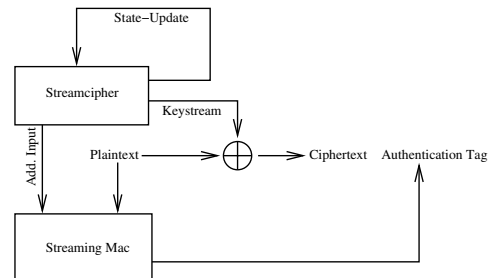 State−Update
Streamcipher
Keystream
Add. Input
Plaintext
Ciphertext
Authentication Tag
Streaming Mac